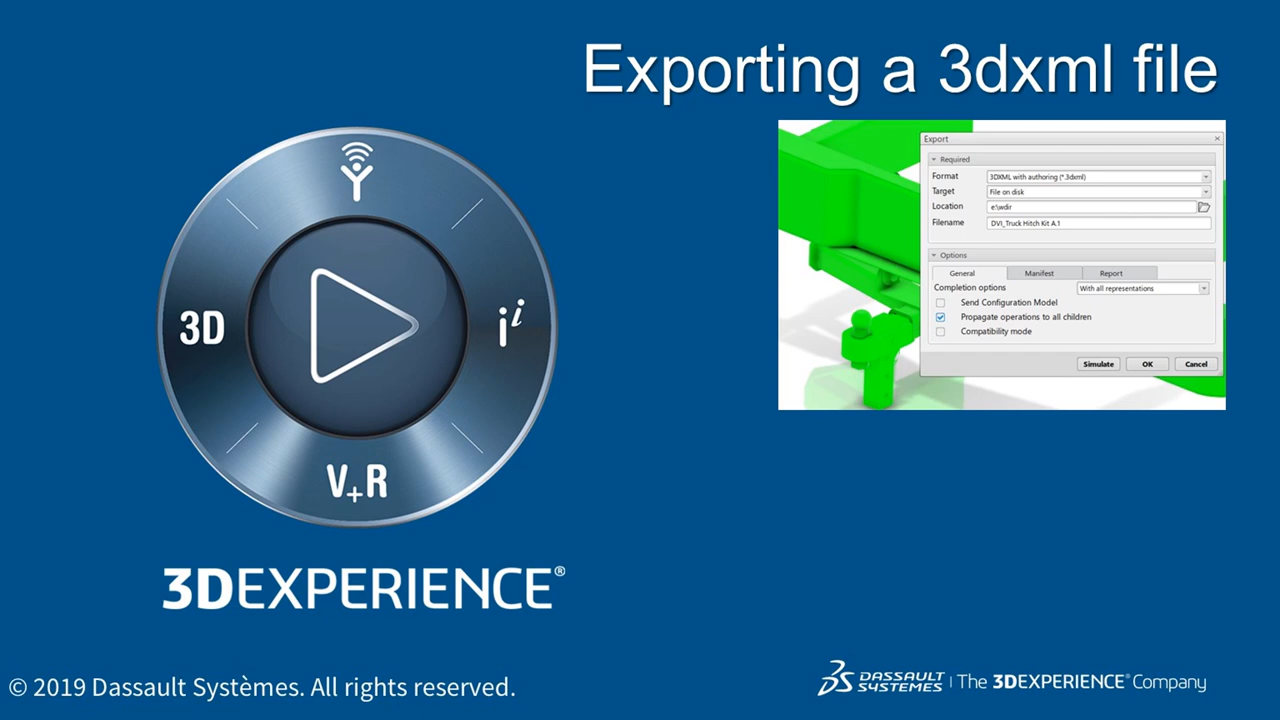 Exporting a 3dxml file
Export
Required
Format 3DXML with authoring (*.3dxml)
Target File on disk
Location e:\wdir
Filename DVI_Truck Hitch Kit A.1
Options
General Manifest Report
Completion options With all representations
Send Configuration Model
Propagate operations to all children
Compatibility mode
Simulate OK Cancel
3D
i i
V+R
3DEXPERIENCE®
© 2019 Dassault Systèmes. All rights reserved.
DASSAULT SYSTEMES | The 3DEXPERIENCE® Company